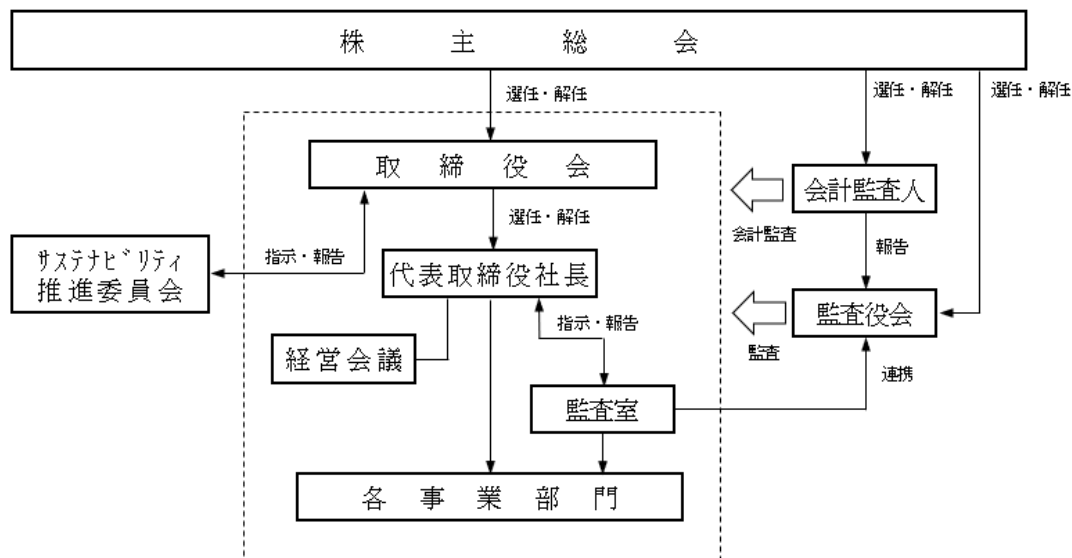 株主総会
選任・解任
選任・解任
選任・解任
取締役会
会計監査人
会計監査
選任・解任
報告
サステナビリティ
推進委員会
指示・報告
代表取締役社長
監査役会
指示・報告
監査
経営会議
連携
監査室
各事業部門